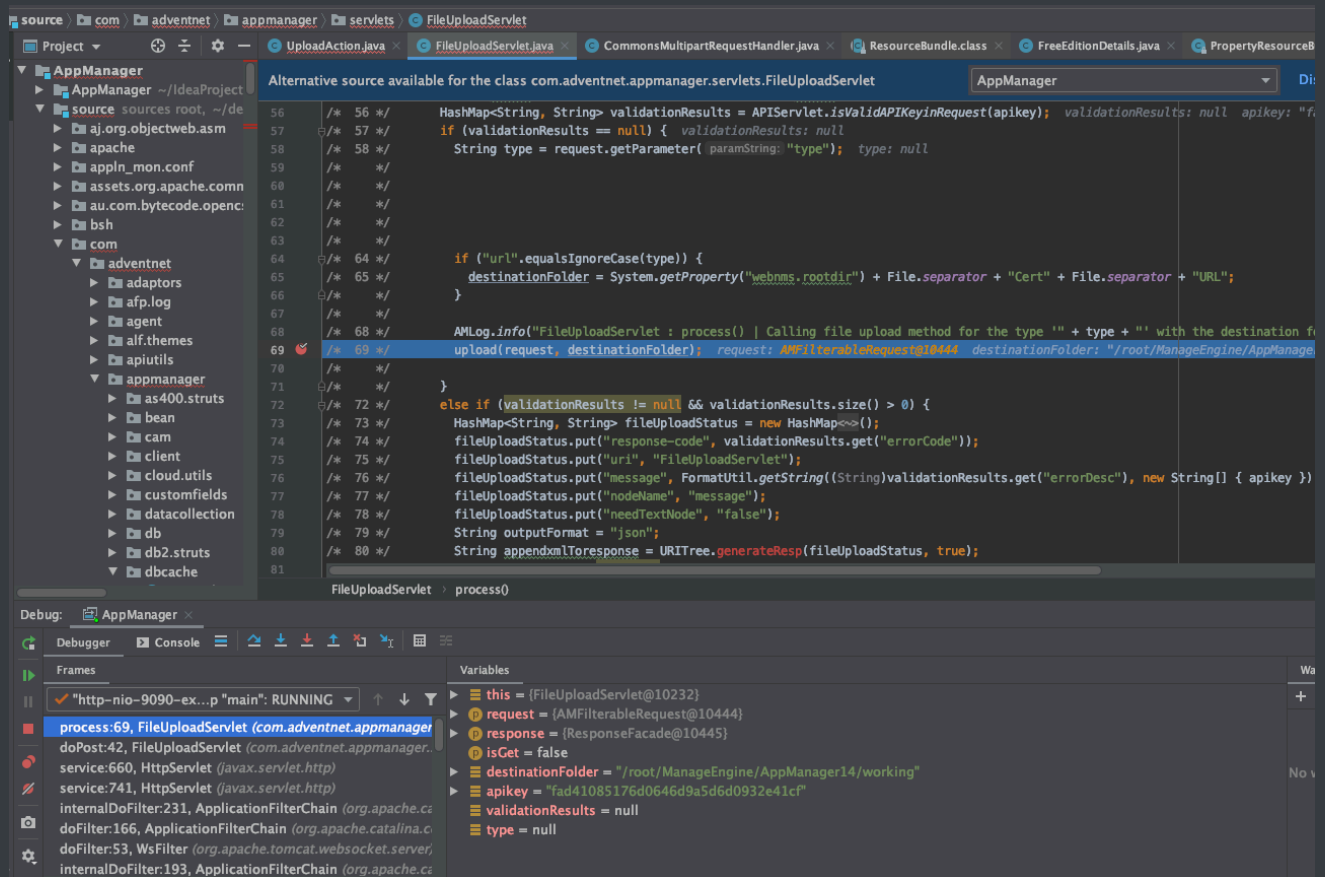 source com adventnet appmanager servlets FileUploadServlet
Project UploadAction.java FileUploadServlet.java CommonsMultipartRequestHandler.java ResourceBundle.class FreeEditionDetails.java PropertyResourceB
Alternative source available for the class com.adventnet.appmanager.servlets.FileUploadServlet AppManager Dis
AppManager
AppManager ~/IdeaProject
source sources root, ~/de
aj.org.objectweb.asm
apache
appln_mon.conf
assets.org.apache.comm
au.com.bytecode.opencs
bsh
com
adventnet
adaptors
afp.log
agent
alf.themes
apiutils
appmanager
as400.struts
bean
cam
client
cloud.utils
customfields
datacollection
db
db2.struts
dbcache
56 /* 56 */ HashMap<String, String> validationResults = APIServlet.isValidAPIKeyinRequest(apikey); validationResults: null apikey: "fa
57 /* 57 */ if (validationResults == null) { validationResults: null
58 /* 58 */ String type = request.getParameter( paramString: "type"); type: null
59 /* */
60 /* */
61 /* */
62 /* */
63 /* */
64 /* 64 */ if ("url".equalsIgnoreCase(type)) {
65 /* 65 */ destinationFolder = System.getProperty("webnms.rootdir") + File.separator + "Cert" + File.separator + "URL";
66 /* */ }
67 /* */
68 /* 68 */ AMLog.info("FileUploadServlet : process() | Calling file upload method for the type '" + type + "' with the destination fo
69 /* 69 */ upload(request, destinationFolder); request: AMFilterableRequest@10444 destinationFolder: "/root/ManageEngine/AppManage
70 /* */
71 /* */ }
72 /* 72 */ else if (validationResults != null && validationResults.size() > 0) {
73 /* 73 */ HashMap<String, String> fileUploadStatus = new HashMap<~>();
74 /* 74 */ fileUploadStatus.put("response-code", validationResults.get("errorCode"));
75 /* 75 */ fileUploadStatus.put("uri", "FileUploadServlet");
76 /* 76 */ fileUploadStatus.put("message", FormatUtil.getString((String)validationResults.get("errorDesc"), new String[] { apikey })
77 /* 77 */ fileUploadStatus.put("nodeName", "message");
78 /* 78 */ fileUploadStatus.put("needTextNode", "false");
79 /* 79 */ String outputFormat = "json";
80 /* 80 */ String appendxmlToresponse = URITree.generateResp(fileUploadStatus, true);
81
FileUploadServlet process()
Debug: AppManager
Debugger Console
Frames
"http-nio-9090-ex...p "main": RUNNING
process:69, FileUploadServlet (com.adventnet.appmanager
doPost:42, FileUploadServlet (com.adventnet.appmanager.
service:660, HttpServlet (javax.servlet.http)
service:741, HttpServlet (javax.servlet.http)
internalDoFilter:231, ApplicationFilterChain (org.apache.ca
doFilter:166, ApplicationFilterChain (org.apache.catalina.c
doFilter:53, WsFilter (org.apache.tomcat.websocket.server)
internalDoFilter:193, ApplicationFilterChain (org.apache.ca
Variables
this = {FileUploadServlet@10232}
request = {AMFilterableRequest@10444}
response = {ResponseFacade@10445}
isGet = false
destinationFolder = "/root/ManageEngine/AppManager14/working"
apikey = "fad41085176d0646d9a5d6d0932e41cf"
validationResults = null
type = null
Wa
No w